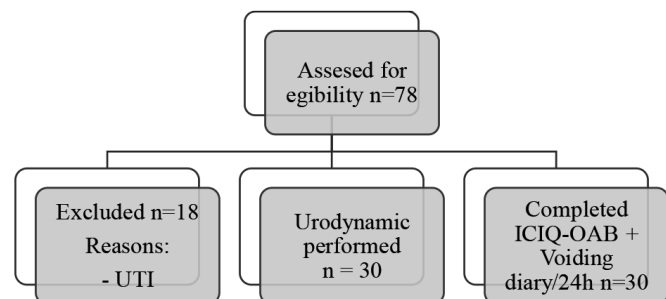 Assesed for
egibility n=78
Excluded n=18
Reasons:
- UTI
Urodynamic
performed
n = 30
Completed
ICIQ-OAB +
Voiding
diary/24h n=30